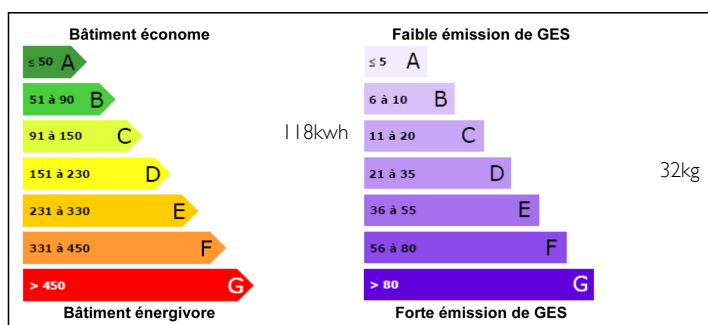 Bâtiment économe
≤ 50 A
51 à 90 B
91 à 150 C
118kwh
151 à 230 D
231 à 330 E
331 à 450 F
> 450 G
Bâtiment énergivore
Faible émission de GES
≤ 5 A
6 à 10 B
11 à 20 C
21 à 35 D
32kg
36 à 55 E
56 à 80 F
> 80 G
Forte émission de GES